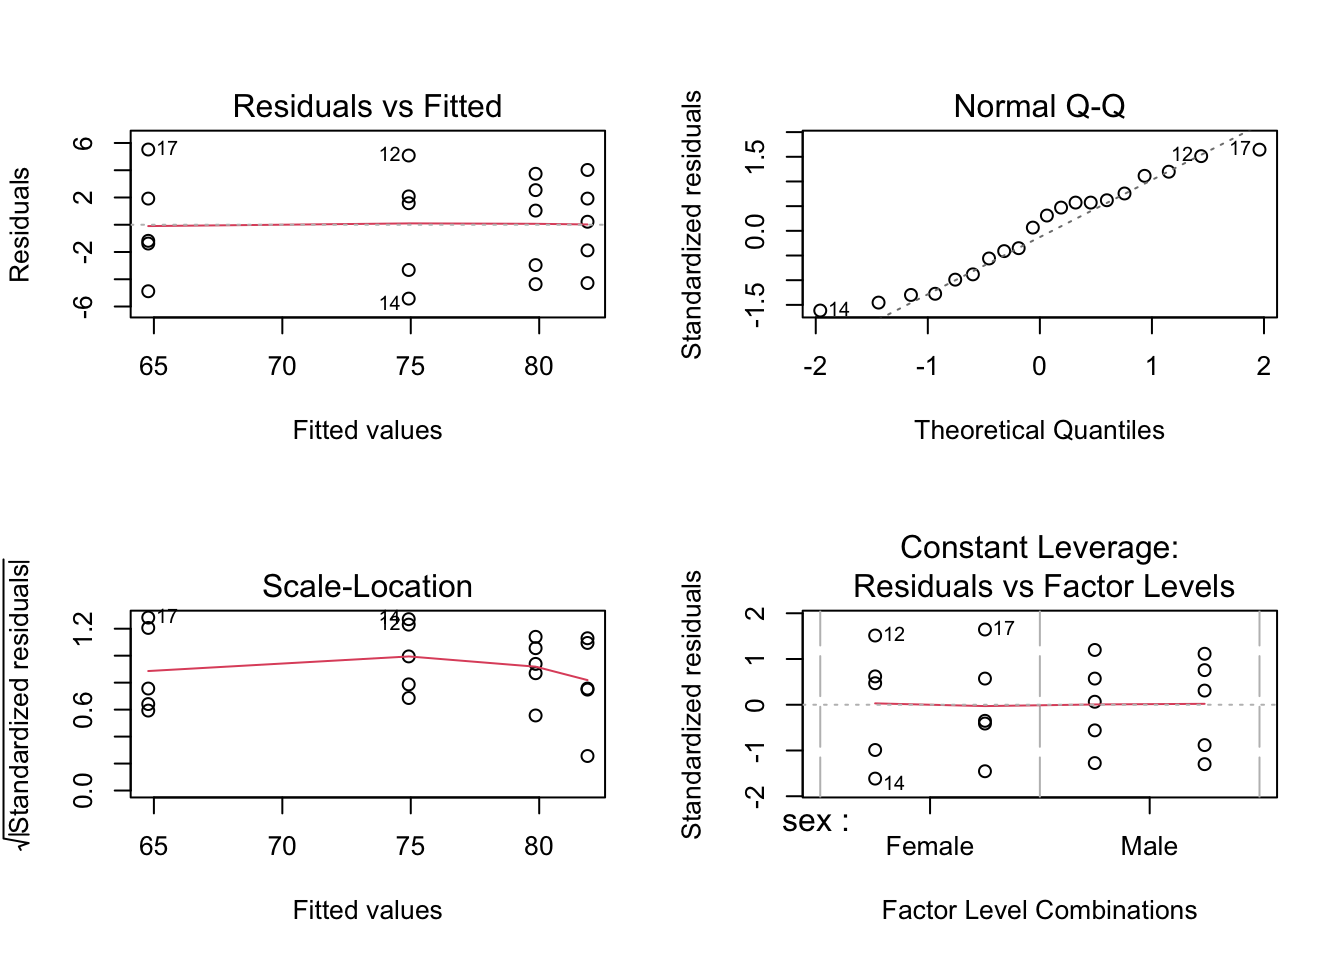 Residuals vs Fitted
Residuals
6
2
-2
-6
17
12
14
65 70 75 80
Fitted values
Normal Q-Q
Standardized residuals
1.5
0.0
-1.5
12 17
14
-2 -1 0 1 2
Theoretical Quantiles
Scale-Location
√|Standardized residuals|
1.2
0.6
0.0
17
14
12
65 70 75 80
Fitted values
Constant Leverage:
Residuals vs Factor Levels
Standardized residuals
2
1
0
-1
-2
12
17
14
sex :
Female Male
Factor Level Combinations